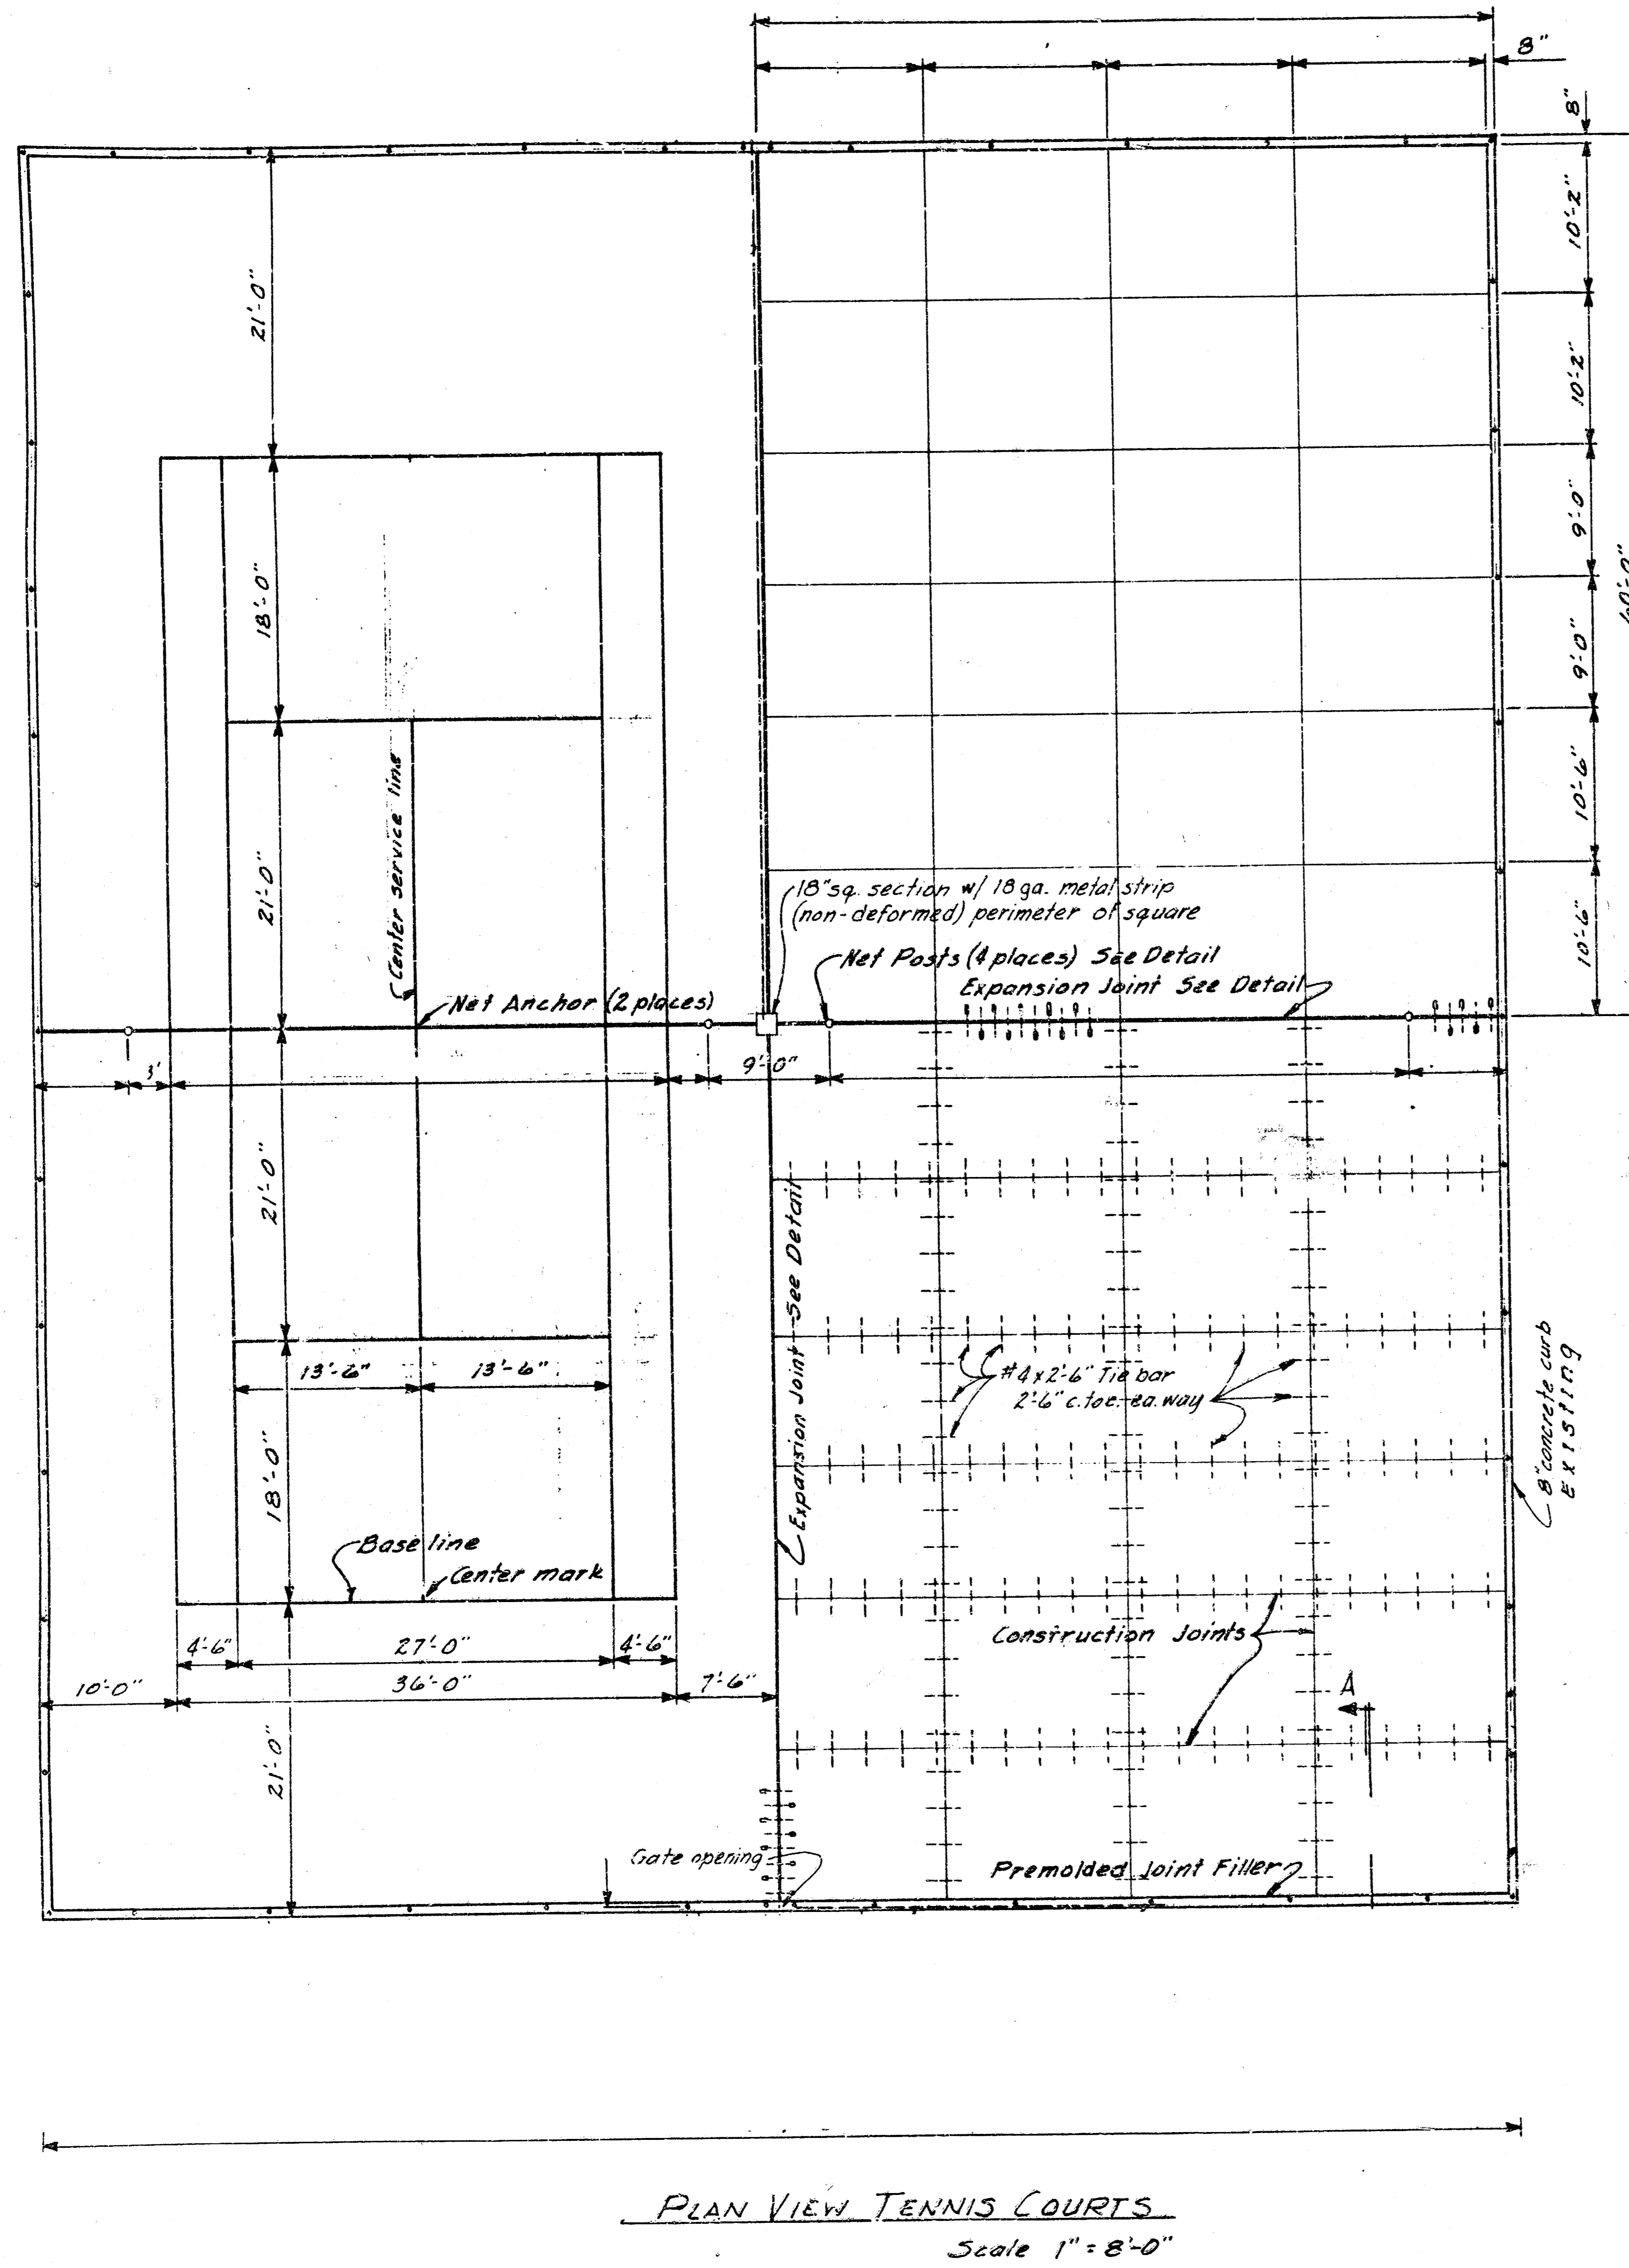 8"
8"
10'-2"
21'-0"
10'-2"
9'-0"
18'-0"
60'-0"
9'-0"
10'-6"
Center service line
21'-0"
18" sq. section w/ 18 ga. metal strip
(non-deformed) perimeter of square
10'-6"
Net Posts (4 places) See Detail
Expansion Joint See Detail
Net Anchor (2 places)
3'
9'-0"
21'-0"
Expansion Joint See Detail
13'-6"
13'-6"
#4 x 2'-6" Tie bar
2'-6" c. to c. ea. way
8" concrete curb
Existing
18'-0"
Base line
Center mark
Construction Joints
4'-6"
27'-0"
4'-6"
10'-0"
36'-0"
7'-6"
A
21'-0"
Gate opening
Premolded Joint Filler
PLAN VIEW TENNIS COURTS
Scale 1" = 8'-0"